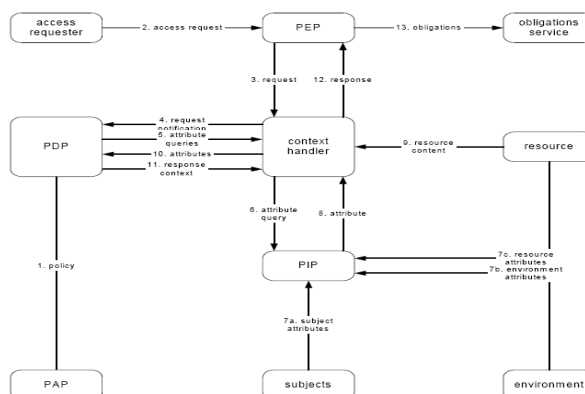 access
requester
2. access request
PEP
13. obligations
obligations
service
3. request
12. response
4. request
notification
5. attribute
queries
10. attributes
11. response
context
PDP
context
handler
9. resource
content
resource
6. attribute
query
8. attribute
1. policy
PIP
7c. resource
attributes
7b. environment
attributes
7a. subject
attributes
PAP
subjects
environment